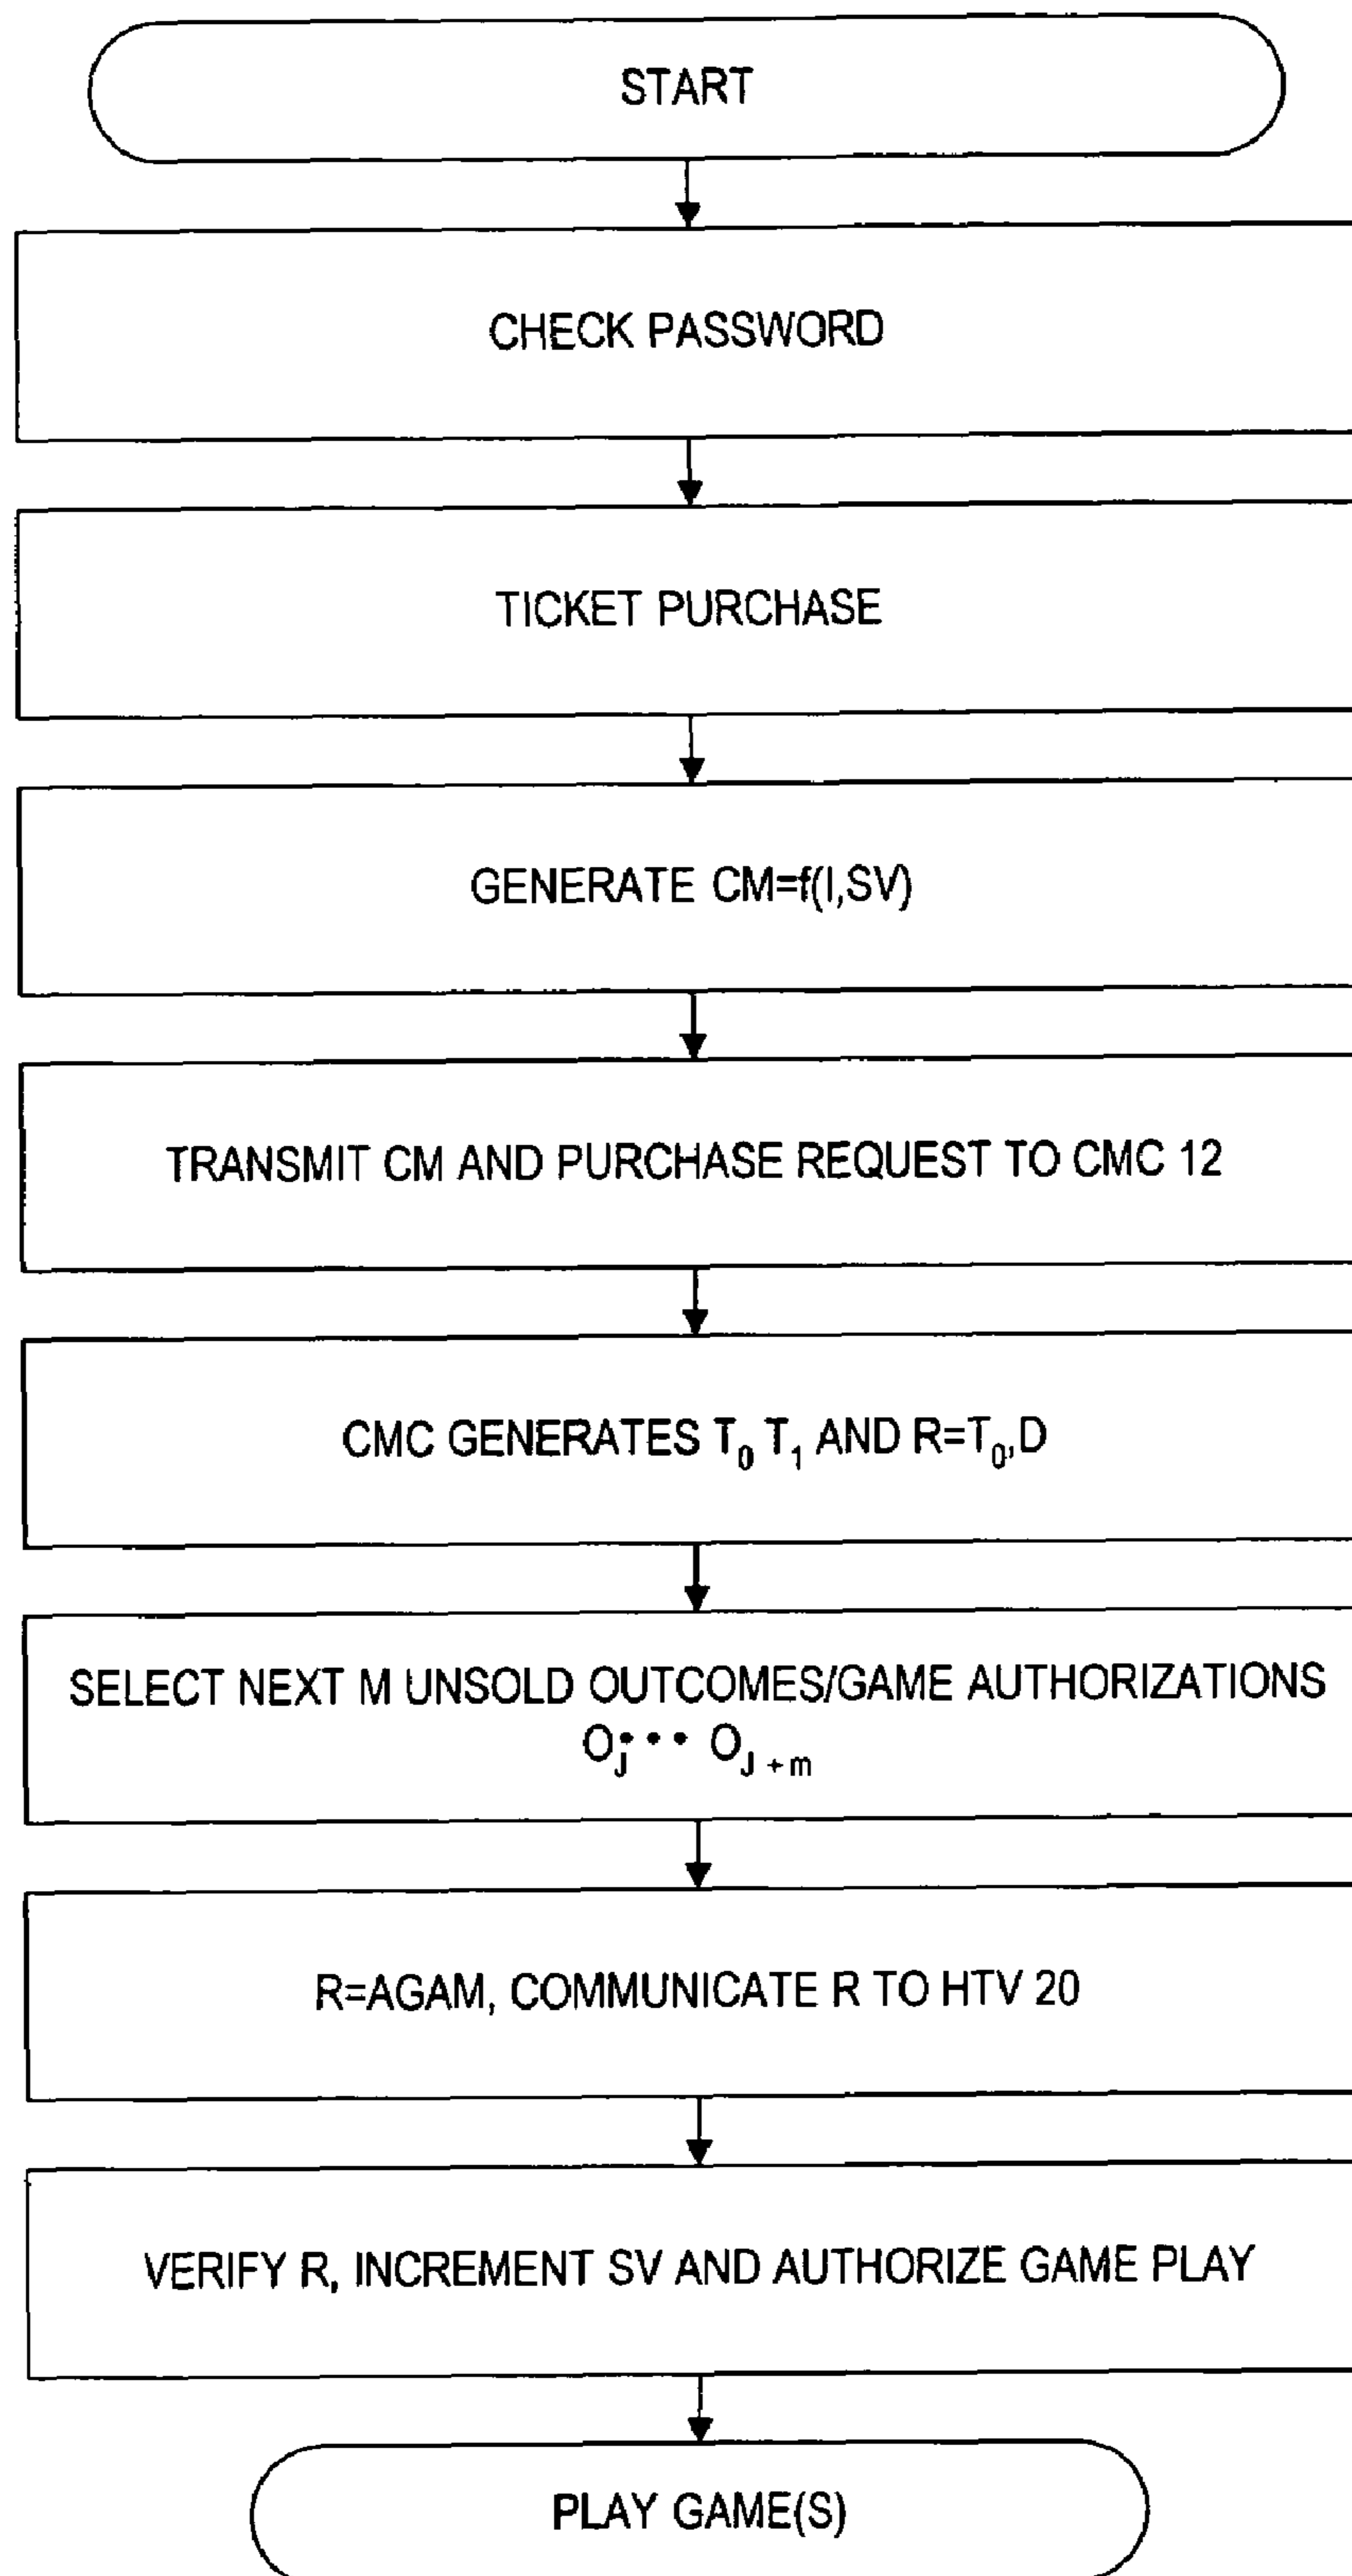 START
CHECK PASSWORD
TICKET PURCHASE
GENERATE CM=f(I,SV)
TRANSMIT CM AND PURCHASE REQUEST TO CMC 12
CMC GENERATES T₀ T₁ AND R=T₀,D
SELECT NEXT M UNSOLD OUTCOMES/GAME AUTHORIZATIONS
O_J••• O_J+m
R=AGAM, COMMUNICATE R TO HTV 20
VERIFY R, INCREMENT SV AND AUTHORIZE GAME PLAY
PLAY GAME(S)